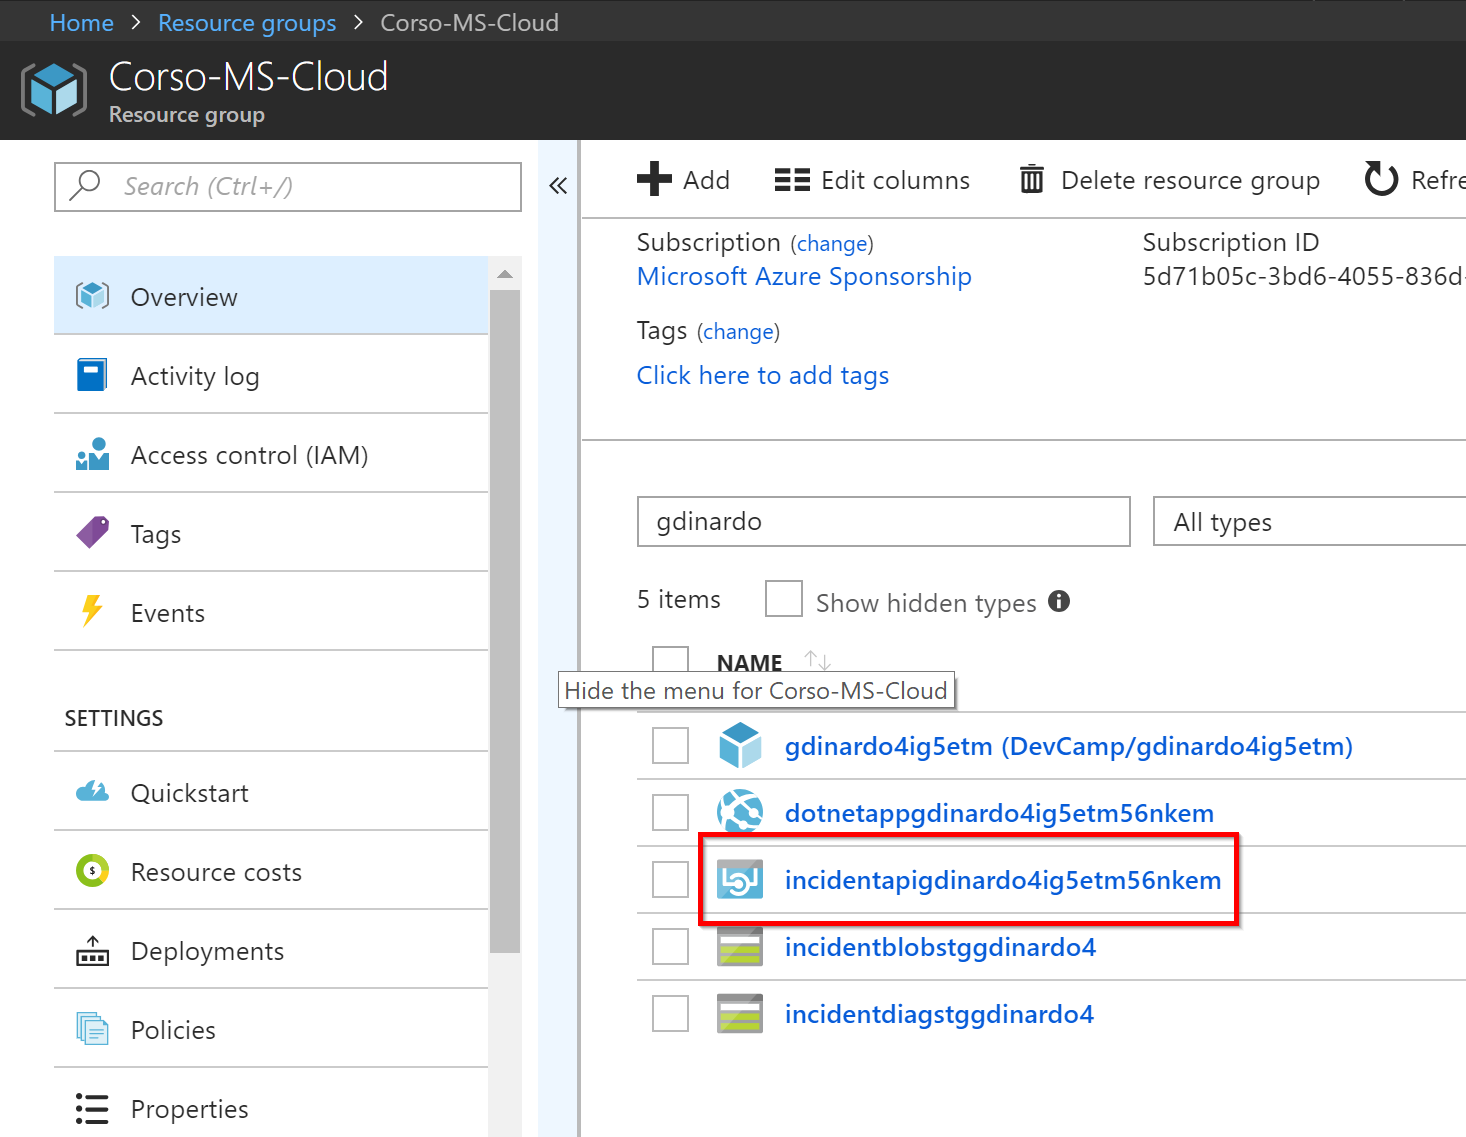 Home > Resource groups > Corso-MS-Cloud
Corso-MS-Cloud
Resource group
Search (Ctrl+/)
Overview
Activity log
Access control (IAM)
Tags
Events
SETTINGS
Quickstart
Resource costs
Deployments
Policies
Properties
Add Edit columns Delete resource group Refre
Subscription (change) Subscription ID
Microsoft Azure Sponsorship 5d71b05c-3bd6-4055-836d-
Tags (change)
Click here to add tags
gdinardo All types
5 items Show hidden types
NAME
Hide the menu for Corso-MS-Cloud
gdinardo4ig5etm (DevCamp/gdinardo4ig5etm)
dotnetappgdinardo4ig5etm56nkem
incidentapigdinardo4ig5etm56nkem
incidentblobstggdinardo4
incidentdiagstggdinardo4